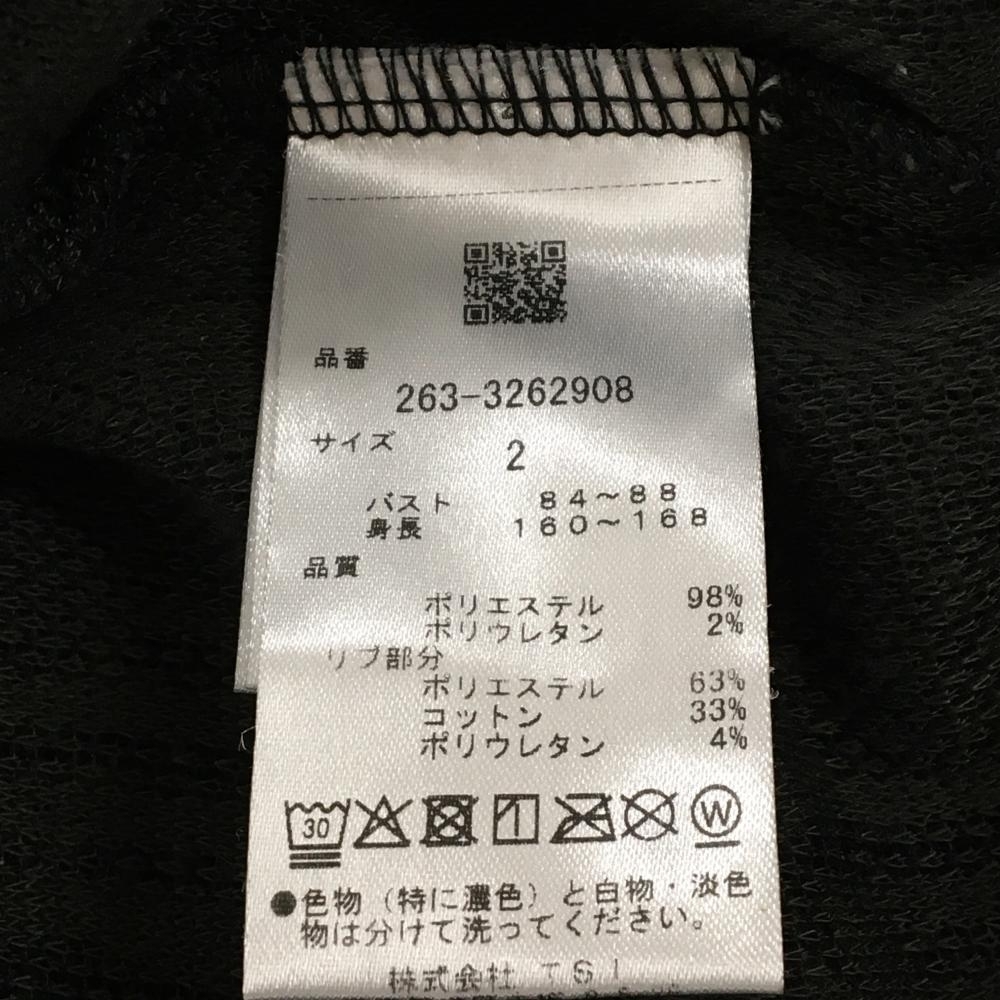 品番
263-3262908
サイズ 2
バスト 84~88
身長 160~168
品質
ポリエステル 98%
ポリウレタン 2%
リブ部分
ポリエステル 63%
コットン 33%
ポリウレタン 4%
30 W
●色物(特に濃色)と白物・淡色
物は分けて洗ってください。
株式会社 TSI